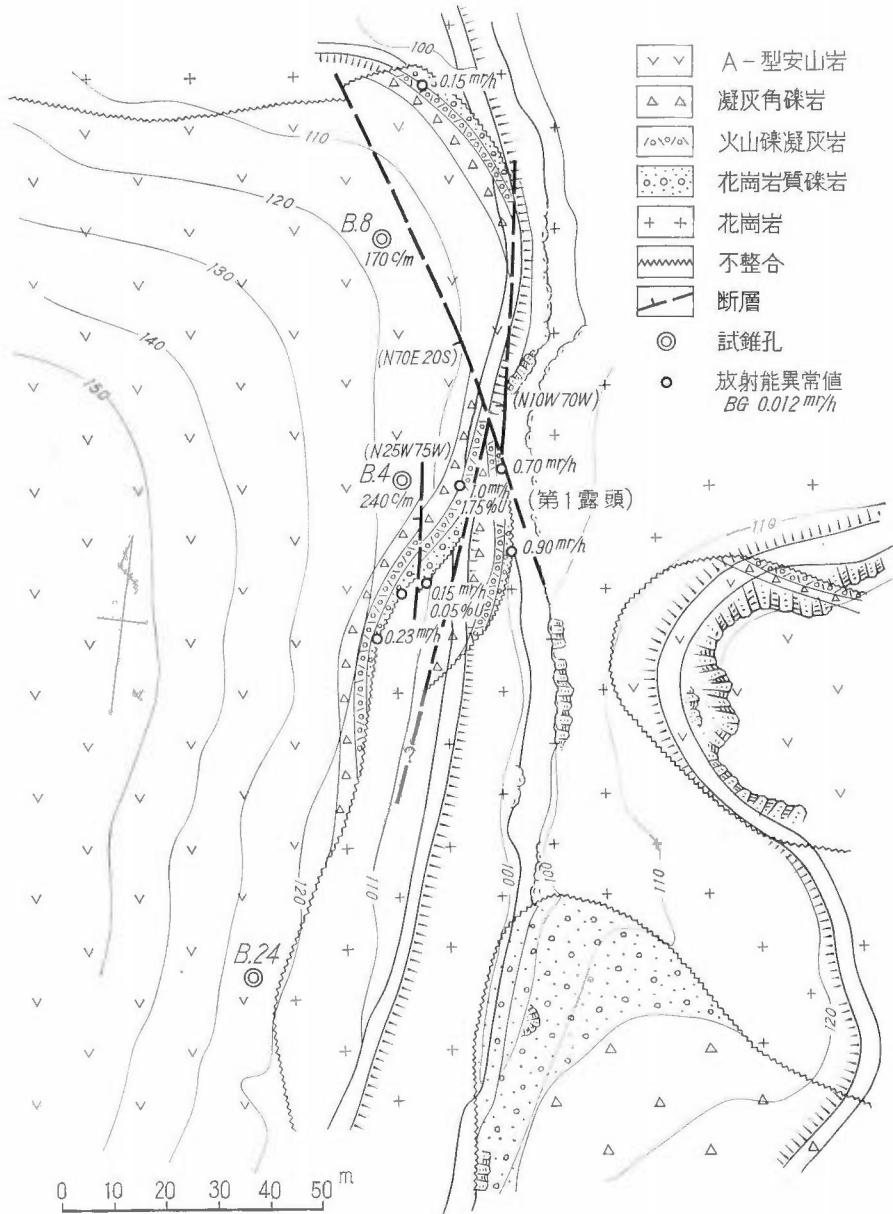 A-型安山岩
凝灰角礫岩
火山礫凝灰岩
花崗岩質礫岩
花崗岩
不整合
断層
試錐孔
放射能異常値
BG 0.012 mr/h
100
0.15 mr/h
110
120
B.8
170 c/m
130
140
150
(N70E 20S)
(N10W70W)
(N25W75W)
B.4
240 c/m
1.0 mr/h
1.75%U
0.70 mr/h
(第1露頭)
0.90 mr/h
110
0.15 mr/h
0.05%U
0.23 mr/h
?
120
110
100
100
110
120
B.24
0 10 20 30 40 50 m